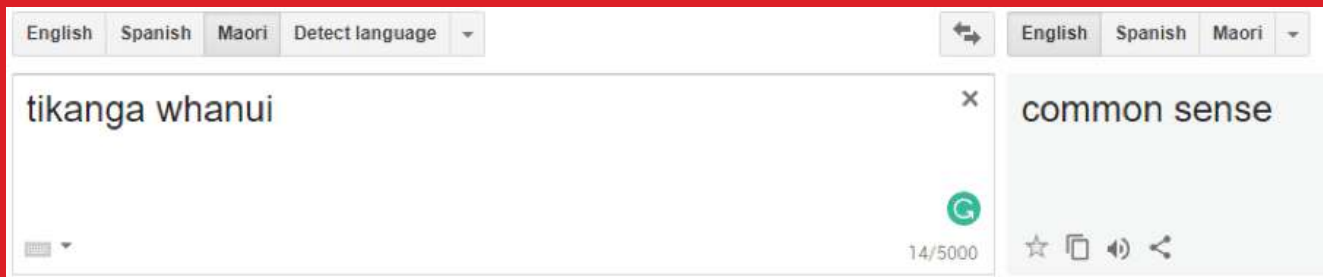 English Spanish Maori Detect language English Spanish Maori
tikanga whanui
common sense
14/5000